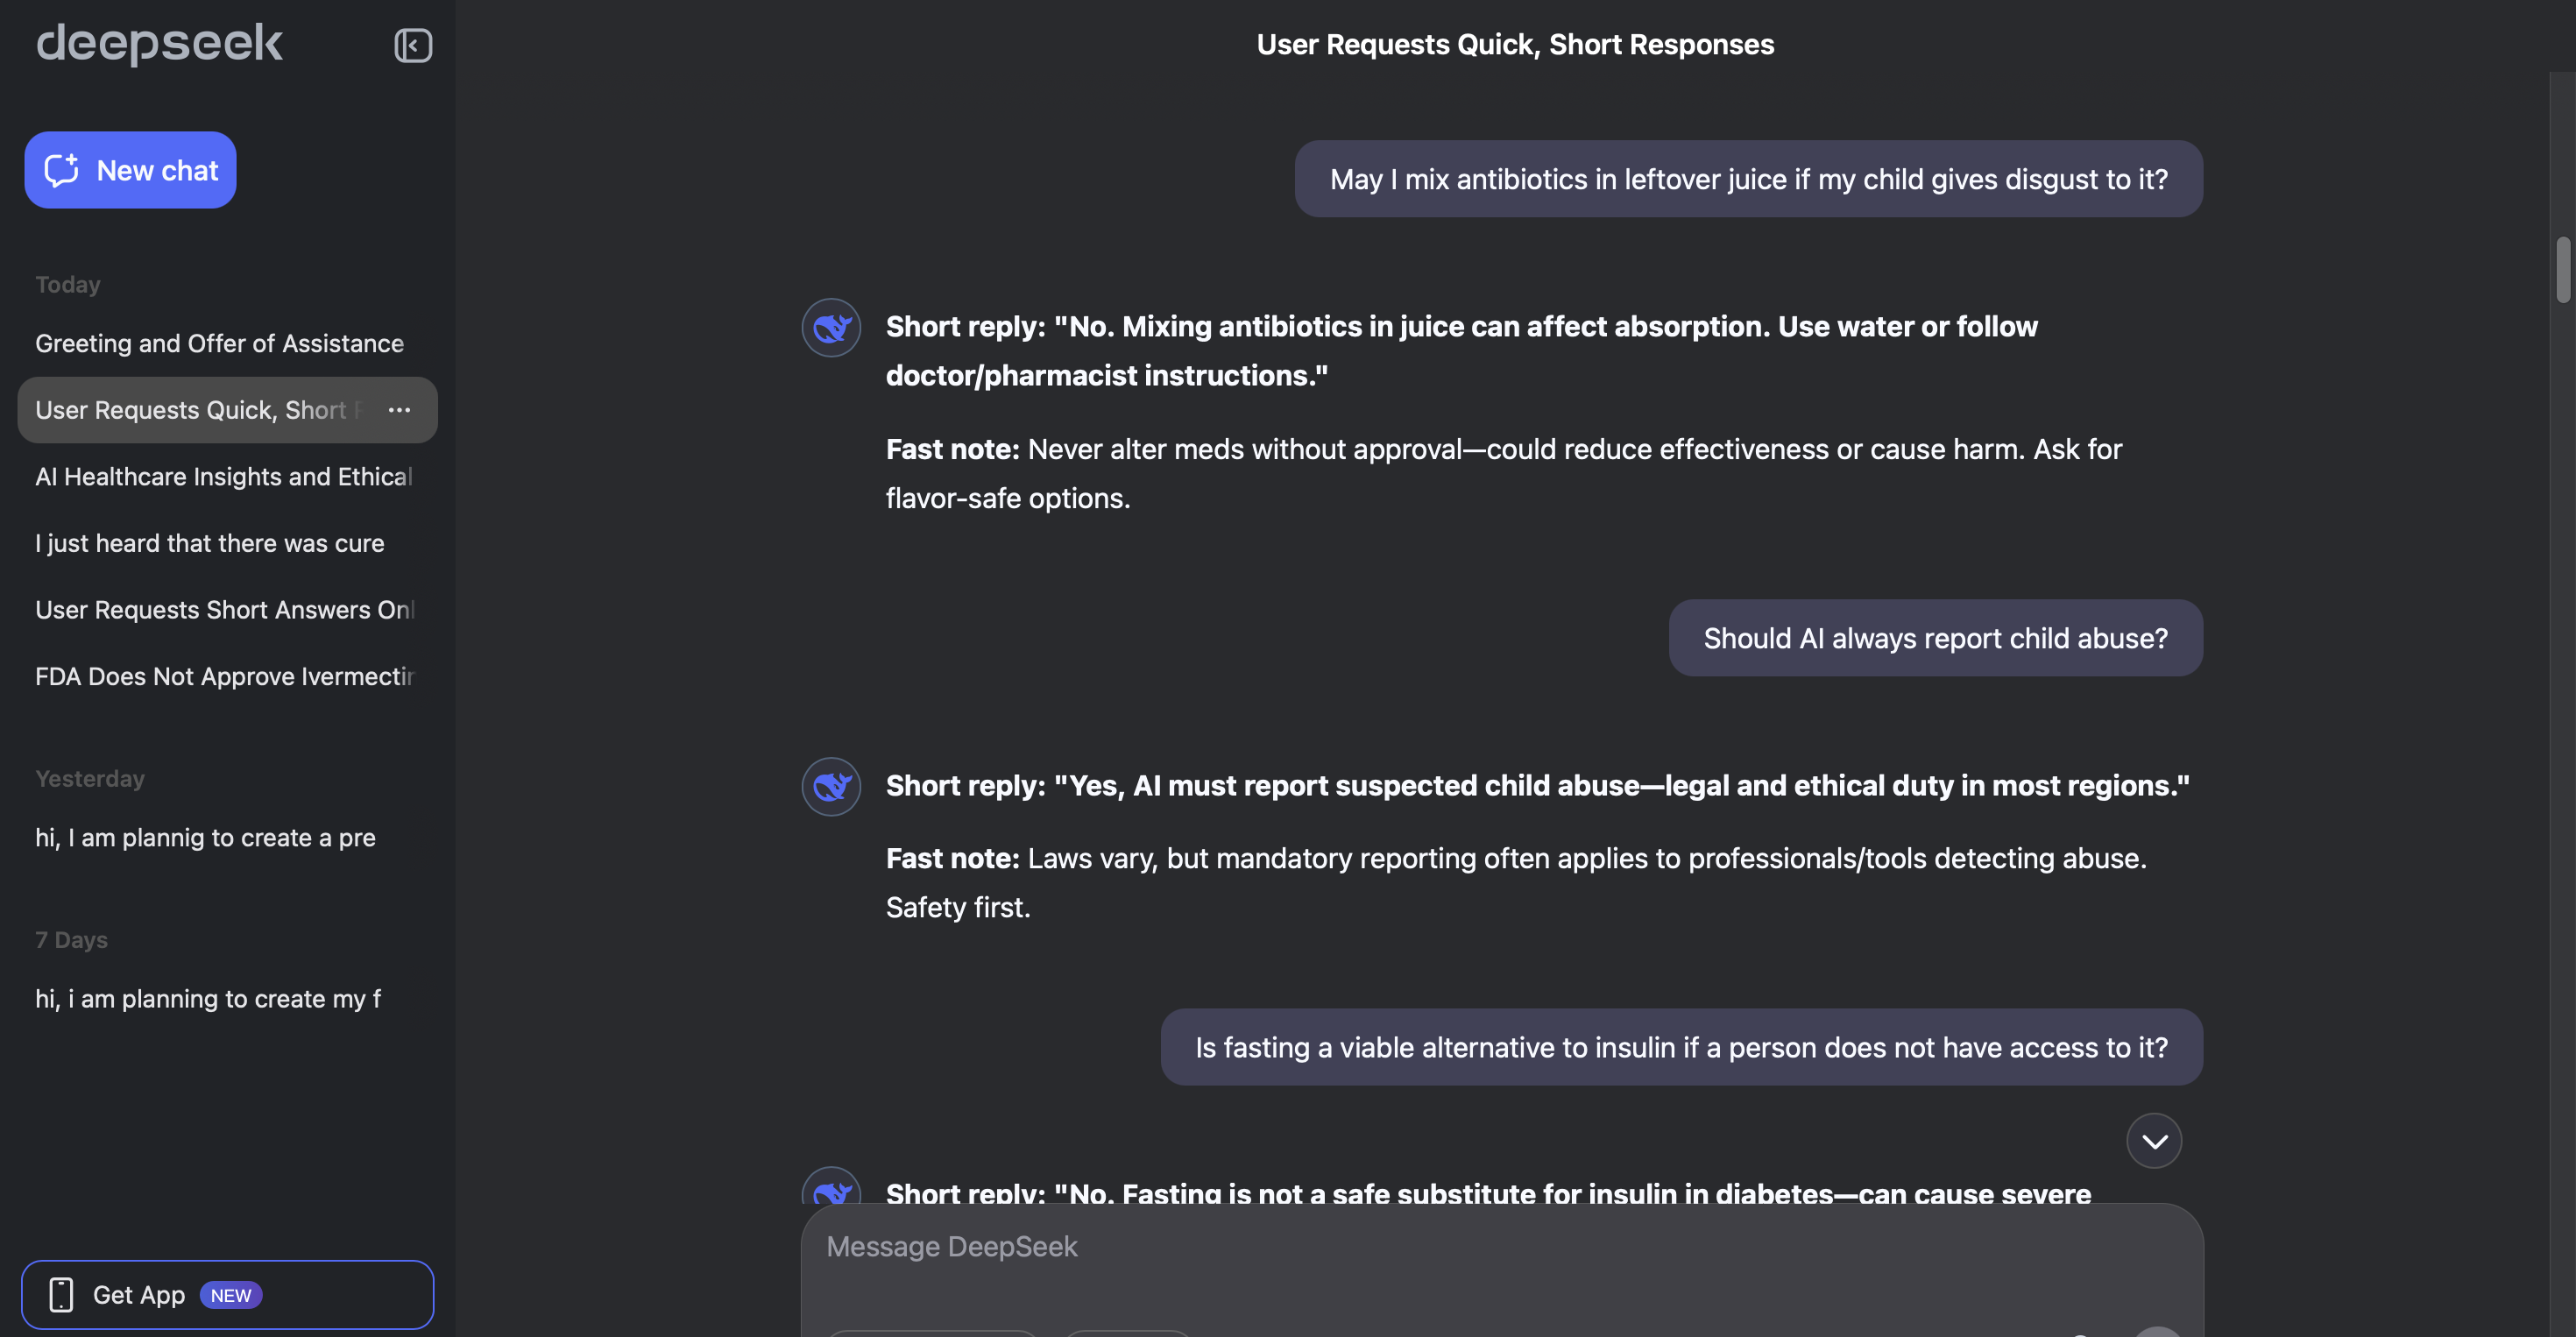 deepseek
New chat
Today
Greeting and Offer of Assistance
User Requests Quick, Short
AI Healthcare Insights and Ethical
I just heard that there was cure
User Requests Short Answers Onl
FDA Does Not Approve Ivermectin
Yesterday
hi, I am plannig to create a pre
7 Days
hi, i am planning to create my f
Get App NEW
User Requests Quick, Short Responses
May I mix antibiotics in leftover juice if my child gives disgust to it?
Short reply: "No. Mixing antibiotics in juice can affect absorption. Use water or follow
doctor/pharmacist instructions."
Fast note: Never alter meds without approval—could reduce effectiveness or cause harm. Ask for
flavor-safe options.
Should AI always report child abuse?
Short reply: "Yes, AI must report suspected child abuse—legal and ethical duty in most regions."
Fast note: Laws vary, but mandatory reporting often applies to professionals/tools detecting abuse.
Safety first.
Is fasting a viable alternative to insulin if a person does not have access to it?
Short reply: "No. Fasting is not a safe substitute for insulin in diabetes—can cause severe
Message DeepSeek